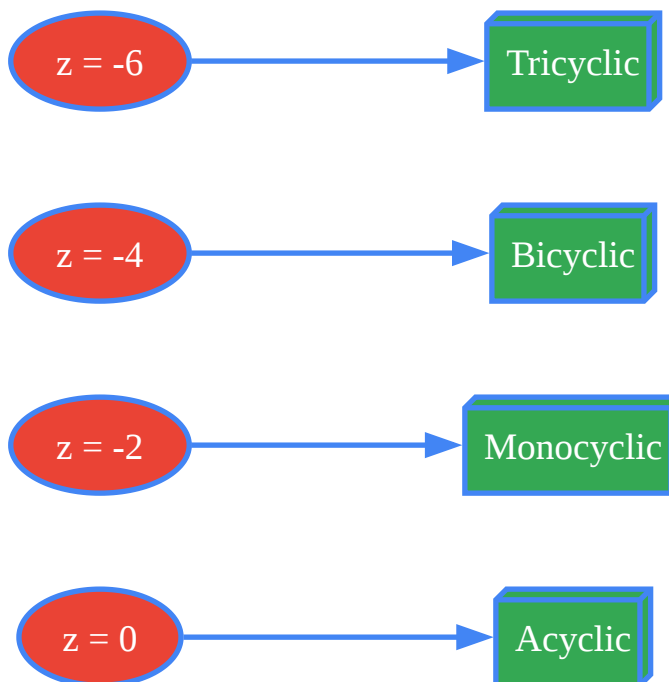 z = -6 Tricyclic
z = -4 Bicyclic
z = -2 Monocyclic
z = 0 Acyclic